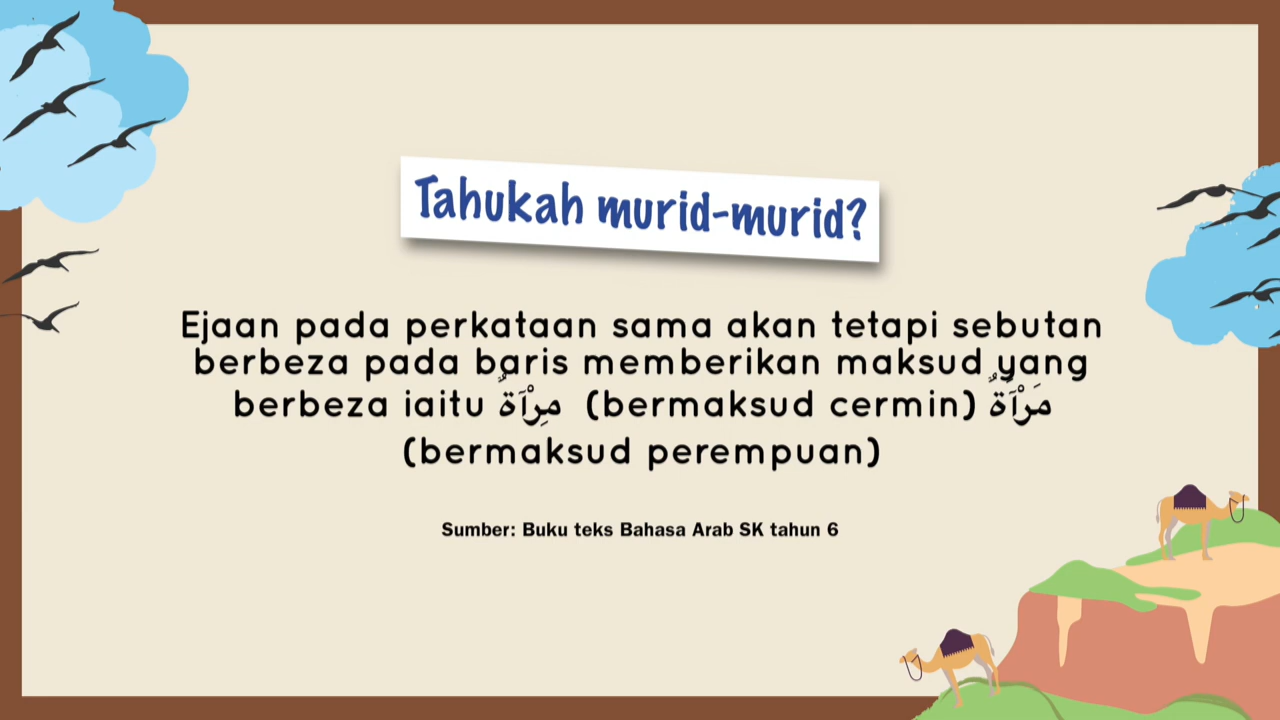 Tahukah murid-murid?
Ejaan pada perkataan sama akan tetapi sebutan
berbeza pada baris memberikan maksud yang
berbeza iaitu مِرْآةٌ (bermaksud cermin) مَرْآَةٌ
(bermaksud perempuan)
Sumber: Buku teks Bahasa Arab SK tahun 6